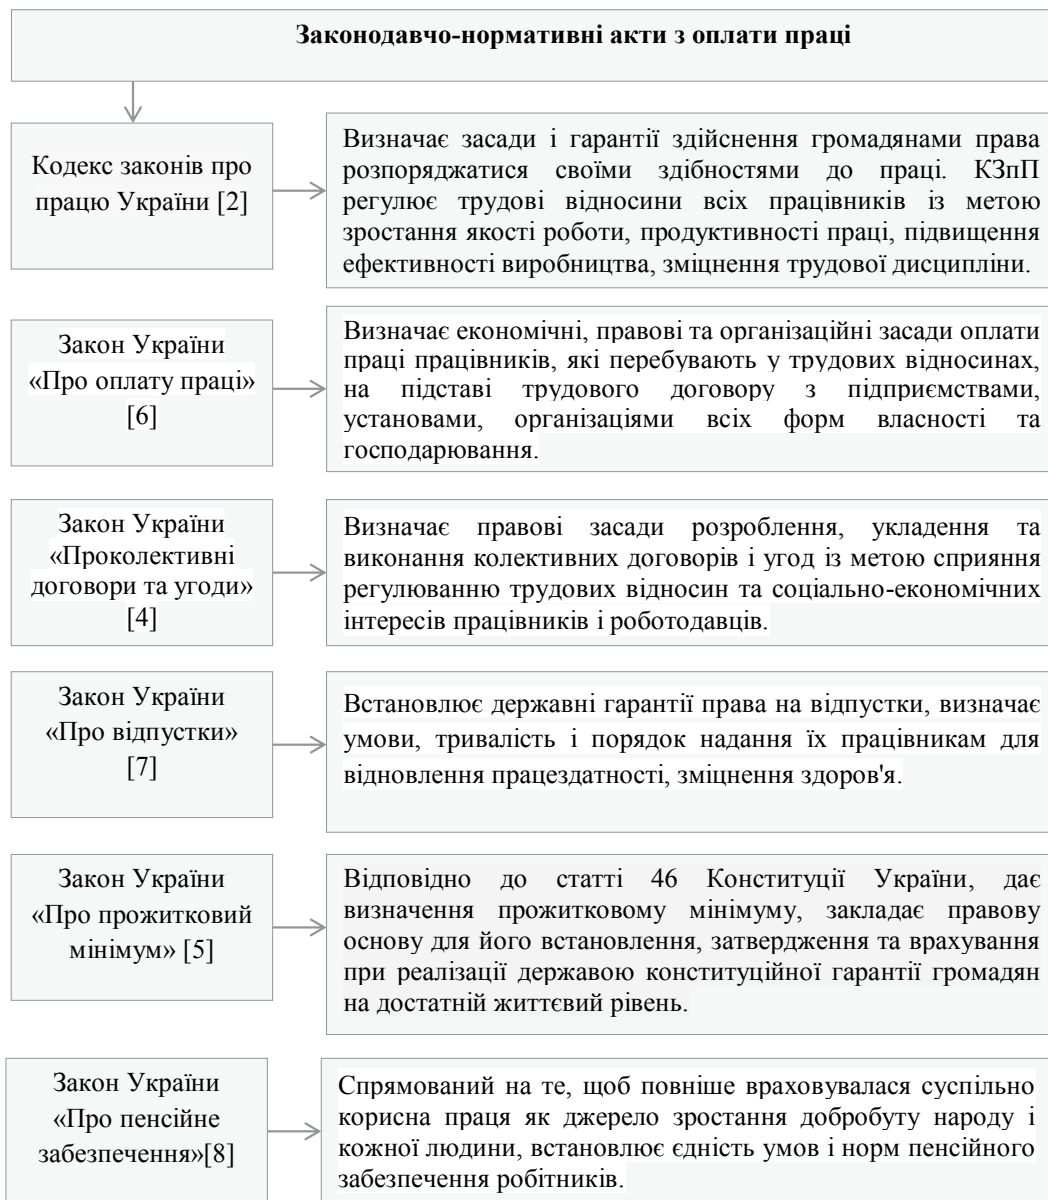 Законодавчо-нормативні акти з оплати праці
Кодекс законів про
працю України [2]
Визначає засади і гарантії здійснення громадянами права
розпоряджатися своїми здібностями до праці. КЗпП
регулює трудові відносини всіх працівників із метою
зростання якості роботи, продуктивності праці, підвищення
ефективності виробництва, зміцнення трудової дисципліни.
Закон України
«Про оплату праці»
[6]
Визначає економічні, правові та організаційні засади оплати
праці працівників, які перебувають у трудових відносинах,
на підставі трудового договору з підприємствами,
установами, організаціями всіх форм власності та
господарювання.
Закон України
«Проколективні
договори та угоди»
[4]
Визначає правові засади розроблення, укладення та
виконання колективних договорів і угод із метою сприяння
регулюванню трудових відносин та соціально-економічних
інтересів працівників і роботодавців.
Закон України
«Про відпустки»
[7]
Встановлює державні гарантії права на відпустки, визначає
умови, тривалість і порядок надання їх працівникам для
відновлення працездатності, зміцнення здоров'я.
Закон України
«Про прожитковий
мінімум» [5]
Відповідно до статті 46 Конституції України, дає
визначення прожитковому мінімуму, закладає правову
основу для його встановлення, затвердження та врахування
при реалізації державою конституційної гарантії громадян
на достатній життєвий рівень.
Закон України
«Про пенсійне
забезпечення»[8]
Спрямований на те, щоб повніше враховувалася суспільно
корисна праця як джерело зростання добробуту народу і
кожної людини, встановлює єдність умов і норм пенсійного
забезпечення робітників.